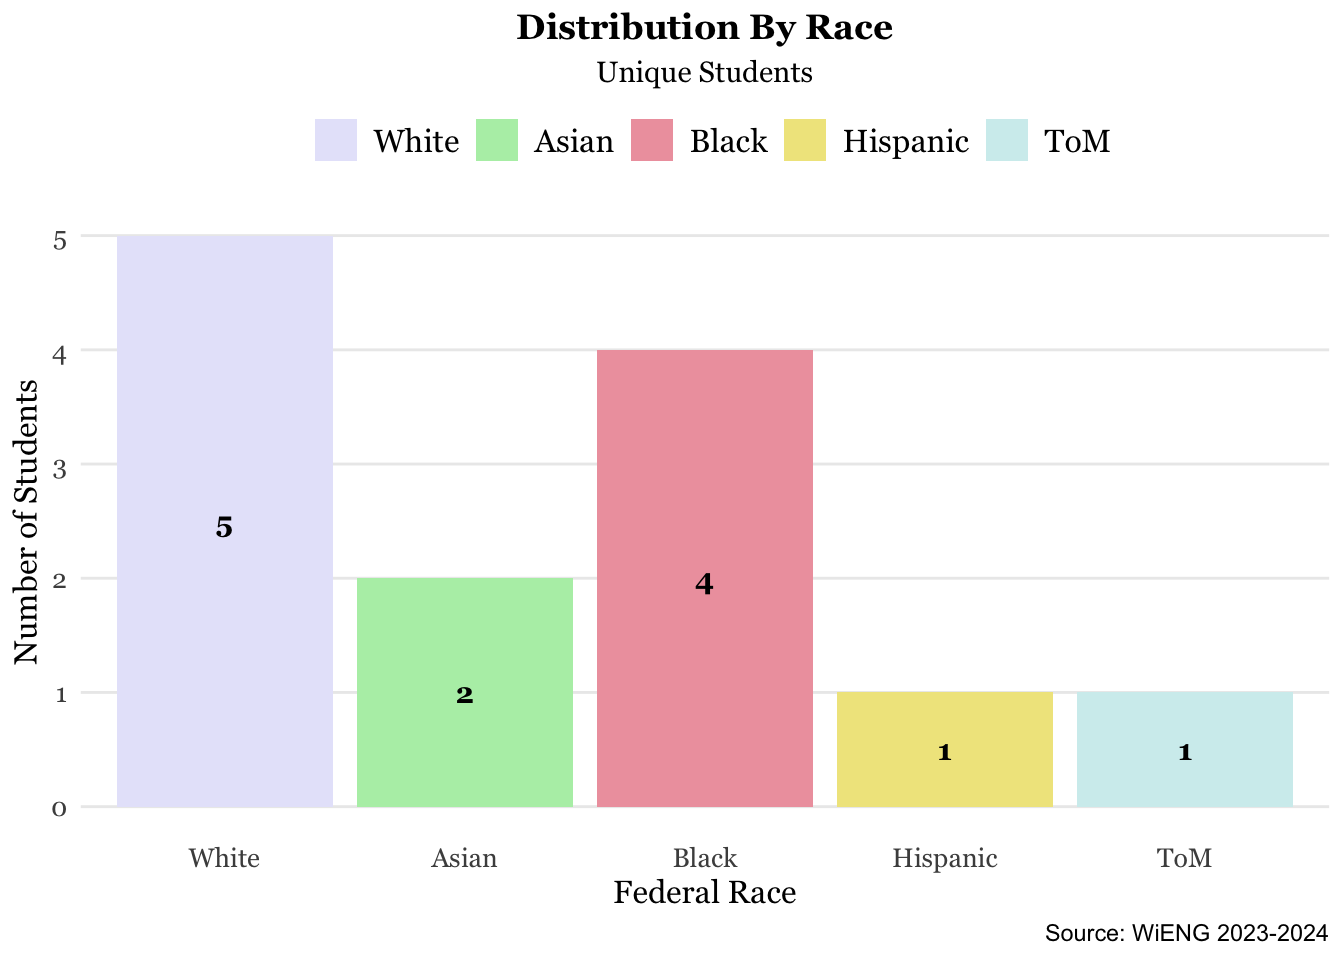 Distribution By Race
Unique Students
White Asian Black Hispanic ToM
Number of Students
5
4
3
2
1
0
5
2
4
1
1
White Asian Black Hispanic ToM
Federal Race
Source: WiENG 2023-2024